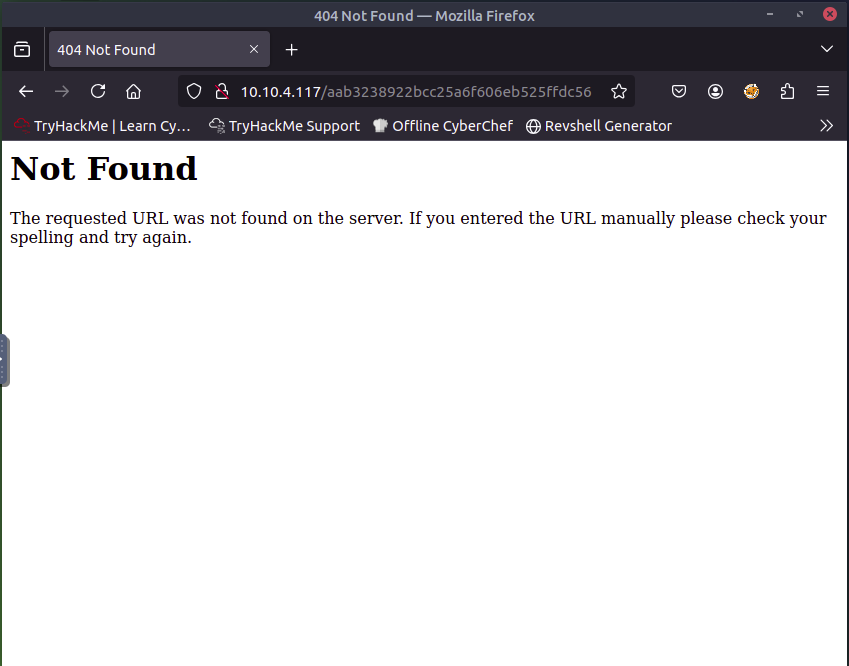 404 Not Found — Mozilla Firefox
404 Not Found
10.10.4.117/aab3238922bcc25a6f606eb525ffdc56
TryHackMe | Learn Cy...
TryHackMe Support
Offline CyberChef
Revshell Generator
Not Found
The requested URL was not found on the server. If you entered the URL manually please check your
spelling and try again.